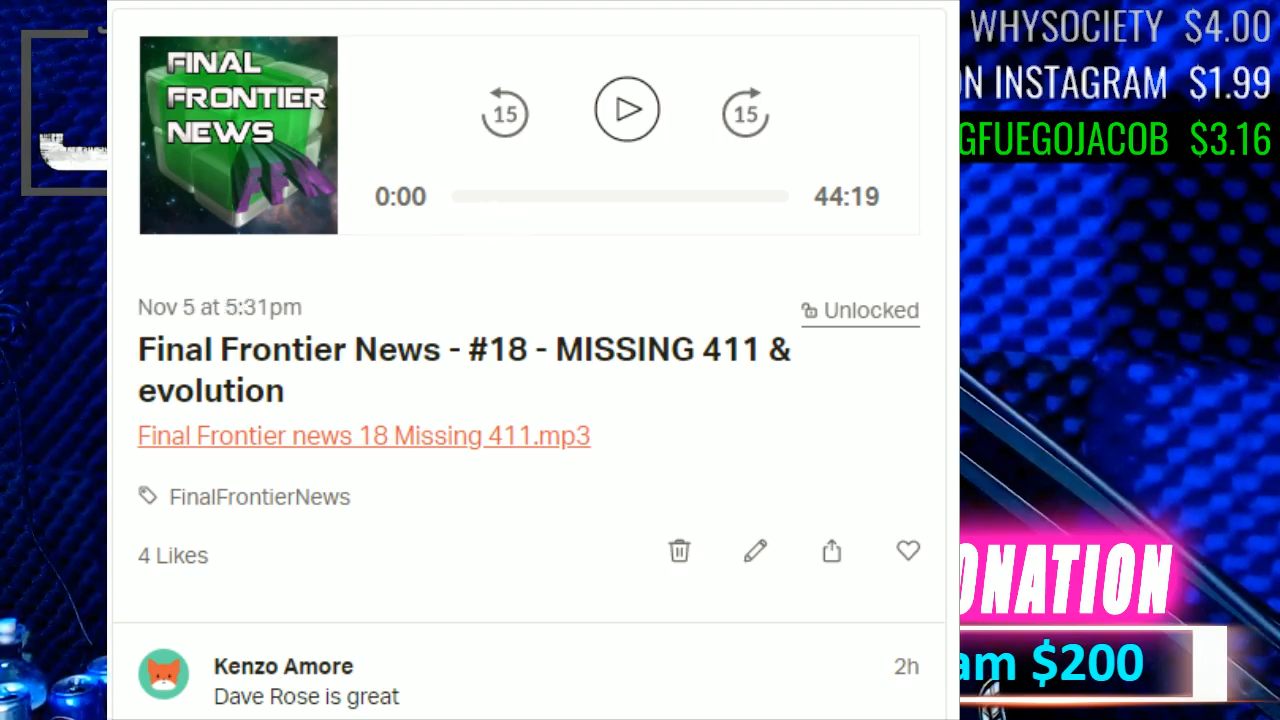 WHYSOCIETY $4.00
ON INSTAGRAM $1.99
GFUEGOJACOB $3.16
FINAL
FRONTIER
NEWS
15
15
0:00
44:19
Nov 5 at 5:31pm
Unlocked
Final Frontier News - #18 - MISSING 411 &
evolution
Final Frontier news 18 Missing 411.mp3
FinalFrontierNews
4 Likes
ONATION
am $200
Kenzo Amore
2h
Dave Rose is great